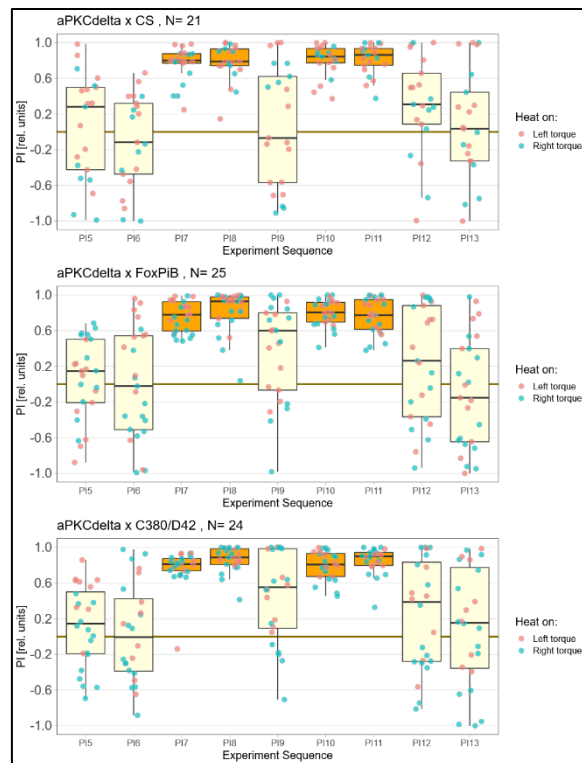 aPKCdelta x CS , N= 21
PI [rel. units]
1.0
0.6
0.2
-0.2
-0.6
-1.0
PI5 PI6 PI7 PI8 PI9 PI10 PI11 PI12 PI13
Experiment Sequence
Heat on:
Left torque
Right torque
aPKCdelta x FoxPiB , N= 25
PI [rel. units]
1.0
0.6
0.2
-0.2
-0.6
-1.0
PI5 PI6 PI7 PI8 PI9 PI10 PI11 PI12 PI13
Experiment Sequence
Heat on:
Left torque
Right torque
aPKCdelta x C380/D42 , N= 24
PI [rel. units]
1.0
0.6
0.2
-0.2
-0.6
-1.0
PI5 PI6 PI7 PI8 PI9 PI10 PI11 PI12 PI13
Experiment Sequence
Heat on:
Left torque
Right torque